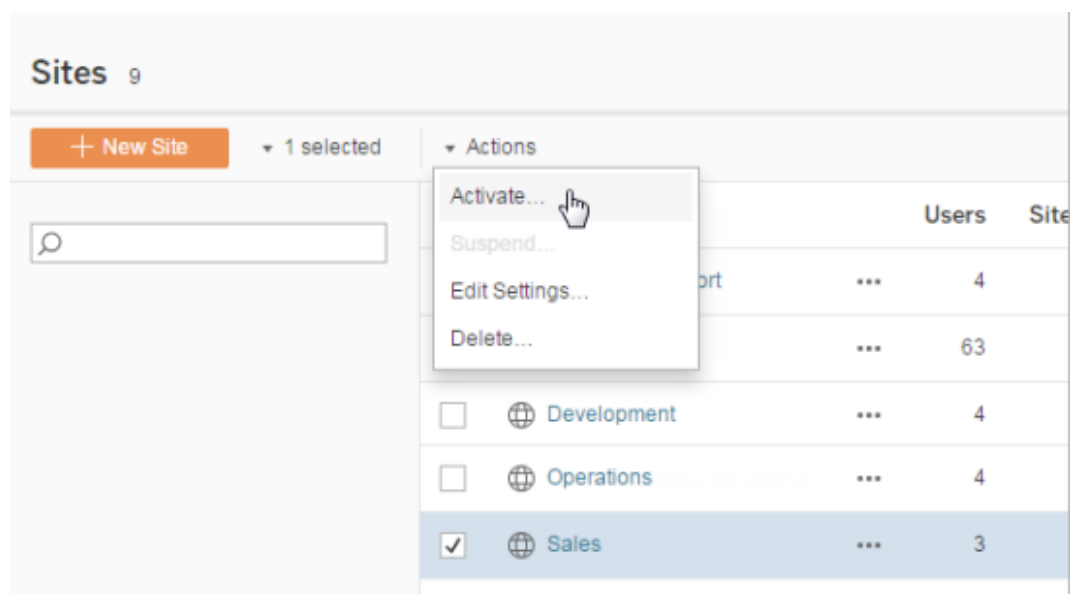 Sites 9
+ New Site 1 selected Actions
Activate...
Users Site
Suspend...
ort ... 4
Edit Settings...
Delete...
... 63
Development ... 4
Operations ... 4
Sales ... 3